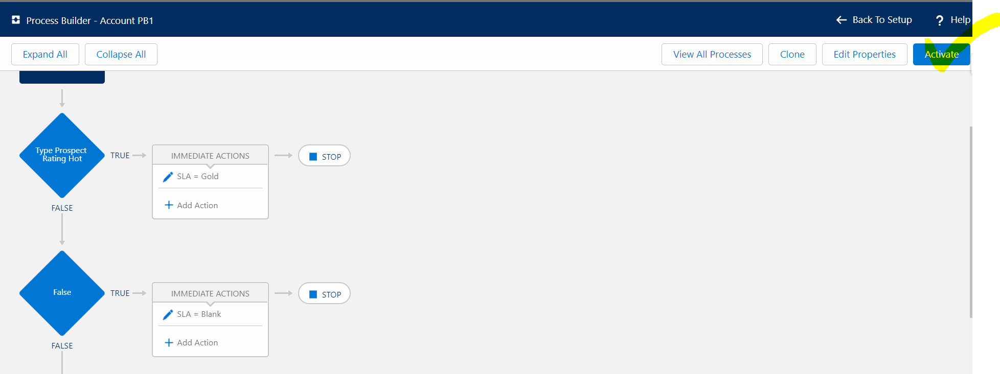 Process Builder - Account PB1
Back To Setup
? Help
Expand All
Collapse All
View All Processes
Clone
Edit Properties
Activate
Type Prospect
Rating Hot
TRUE
IMMEDIATE ACTIONS
STOP
SLA = Gold
+ Add Action
FALSE
False
TRUE
IMMEDIATE ACTIONS
STOP
SLA = Blank
+ Add Action
FALSE